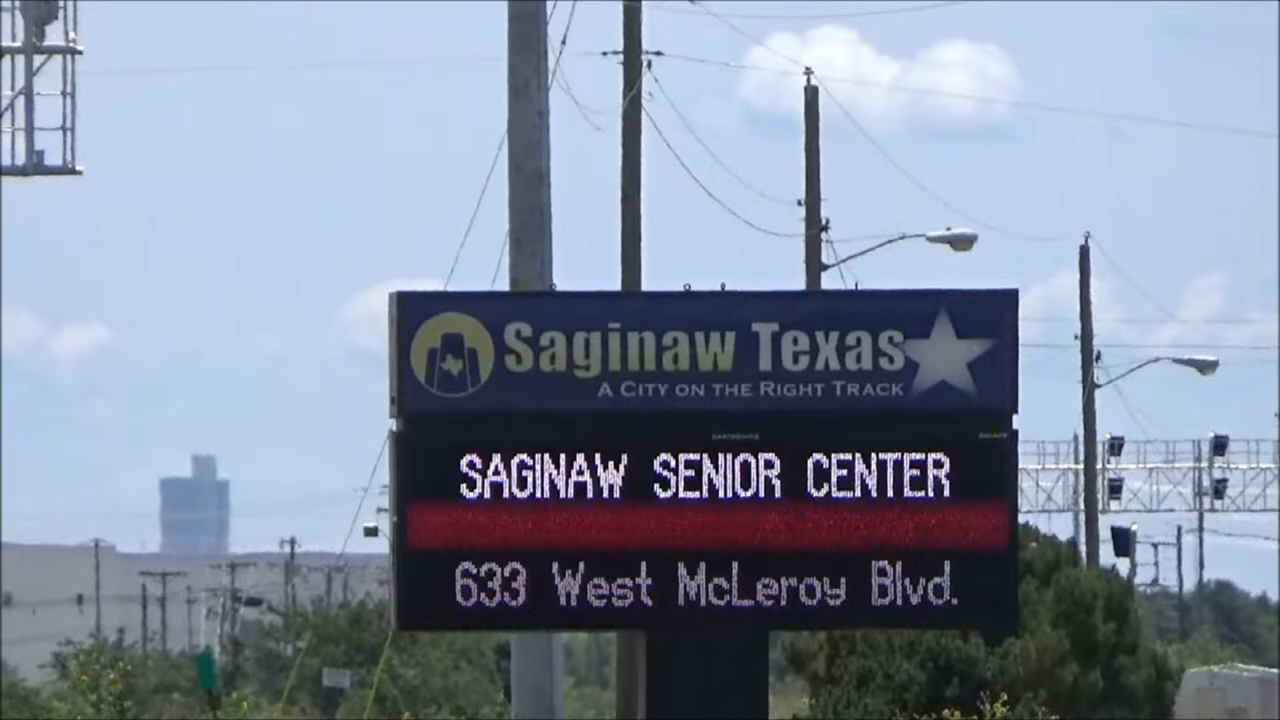 Saginaw Texas
A City on the Right Track
SAGINAW SENIOR CENTER
633 West McLeroy Blvd.